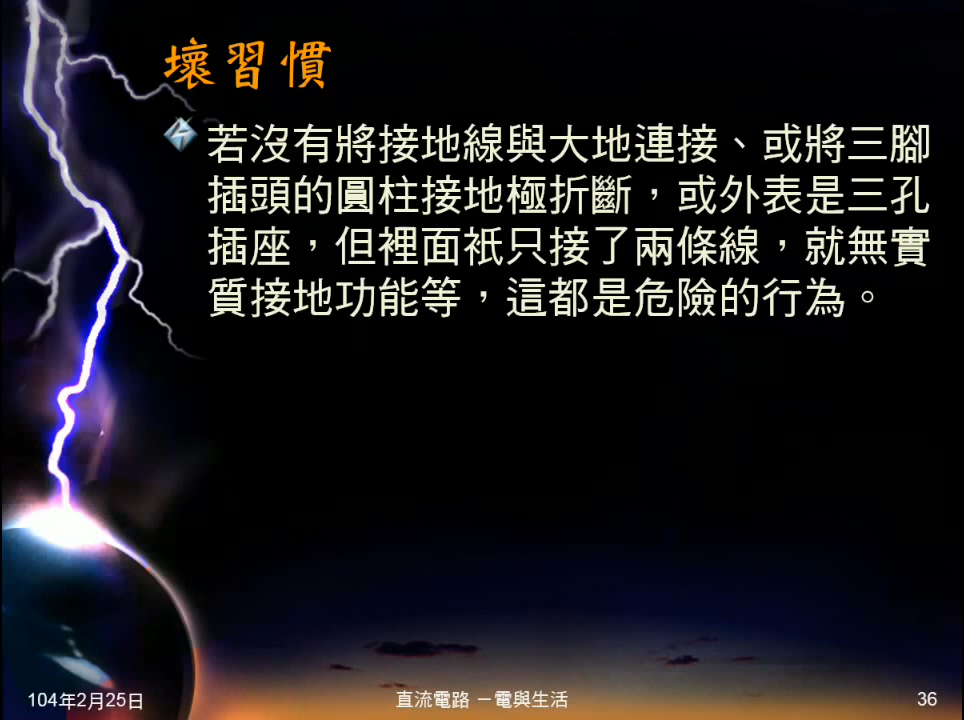 壞習慣
若沒有將接地線與大地連接、或將三腳
插頭的圓柱接地極折斷，或外表是三孔
插座，但裡面祇只接了兩條線，就無實
質接地功能等，這都是危險的行為。
104年2月25日
直流電路 －電與生活
36